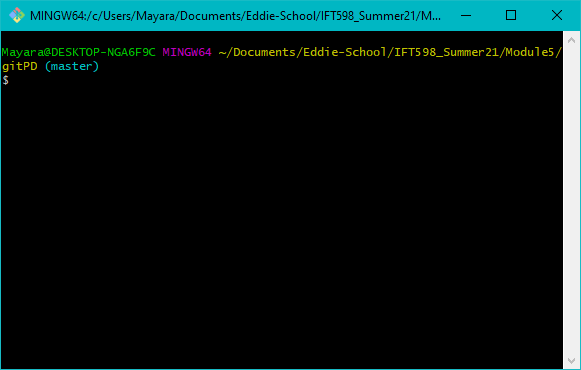 MINGW64:/c/Users/Mayara/Documents/Eddie-School/IFT598_Summer21/M...
Mayara@DESKTOP-NGA6F9C MINGW64 ~/Documents/Eddie-School/IFT598_Summer21/Module5/
gitPD (master)
$